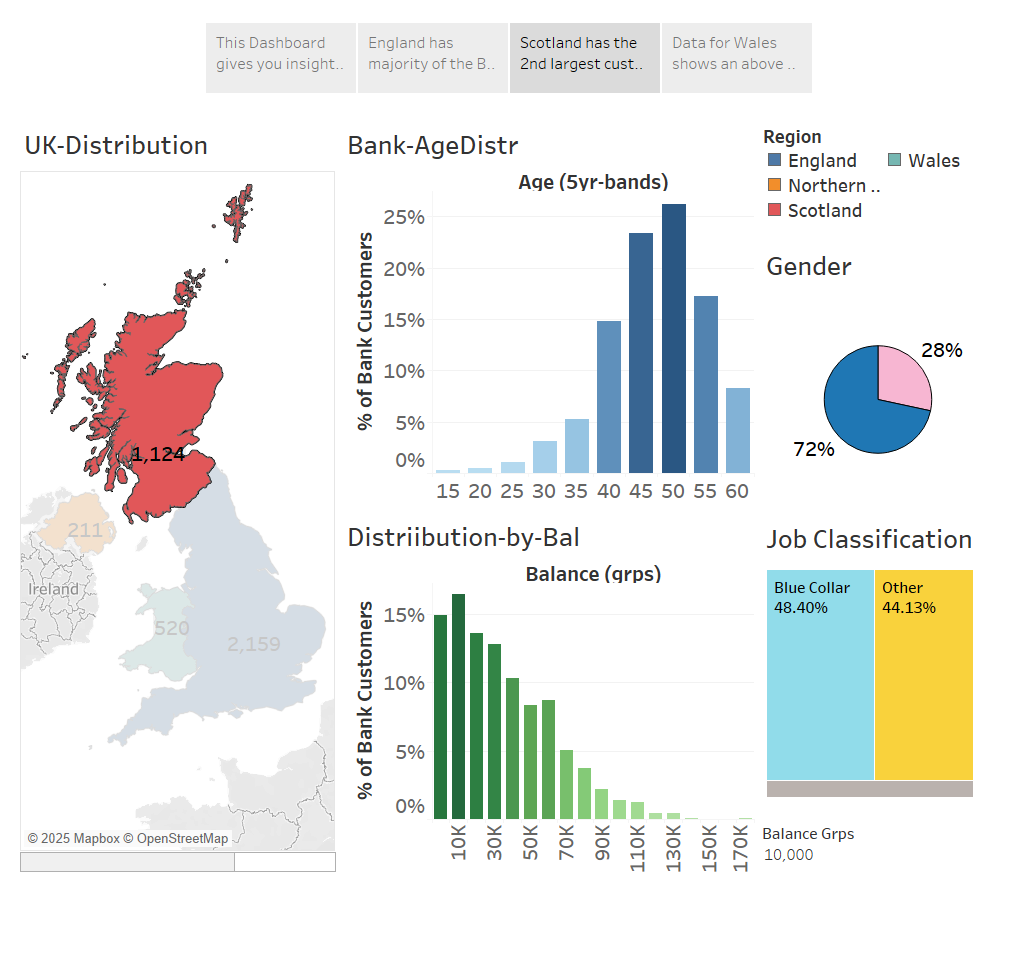 This Dashboard
gives you insight..
England has
majority of the B..
Scotland has the
2nd largest cust..
Data for Wales
shows an above ..
UK-Distribution
1,124
211
Ireland
520
2,159
© 2025 Mapbox © OpenStreetMap
Bank-AgeDistr
Age (5yr-bands)
% of Bank Customers
25%
20%
15%
10%
5%
0%
15 20 25 30 35 40 45 50 55 60
Distriibution-by-Bal
Balance (grps)
% of Bank Customers
15%
10%
5%
0%
10K 30K 50K 70K 90K 110K 130K 150K 170K
Region
England Wales
Northern ..
Scotland
Gender
28%
72%
Job Classification
Blue Collar
48.40%
Other
44.13%
Balance Grps
10,000